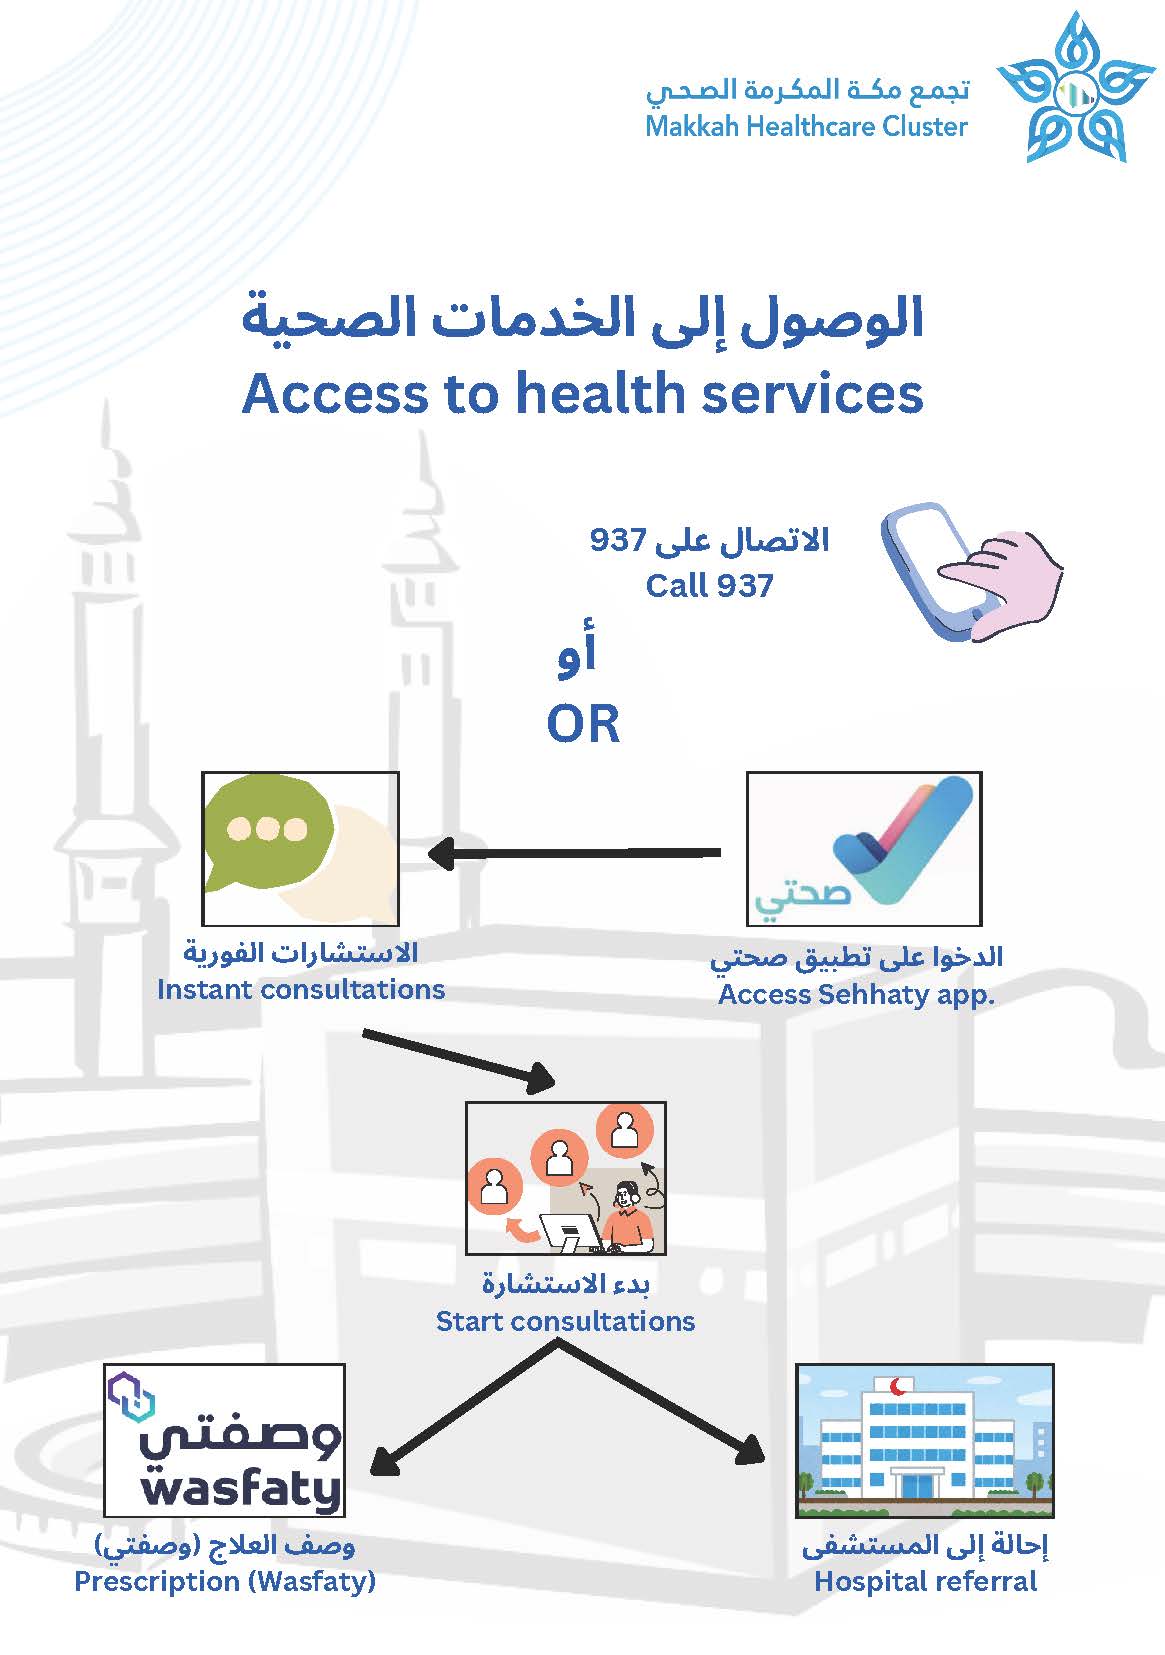 تجمع مكة المكرمة الصحي
Makkah Healthcare Cluster
الوصول إلى الخدمات الصحية
Access to health services
الاتصال على 937
Call 937
أو
OR
صحتي
الدخوا على تطبيق صحتي
Access Sehhaty app.
الاستشارات الفورية
Instant consultations
بدء الاستشارة
Start consultations
إحالة إلى المستشفى
Hospital referral
وصفتي
wasfaty
وصف العلاج (وصفتي)
Prescription (Wasfaty)